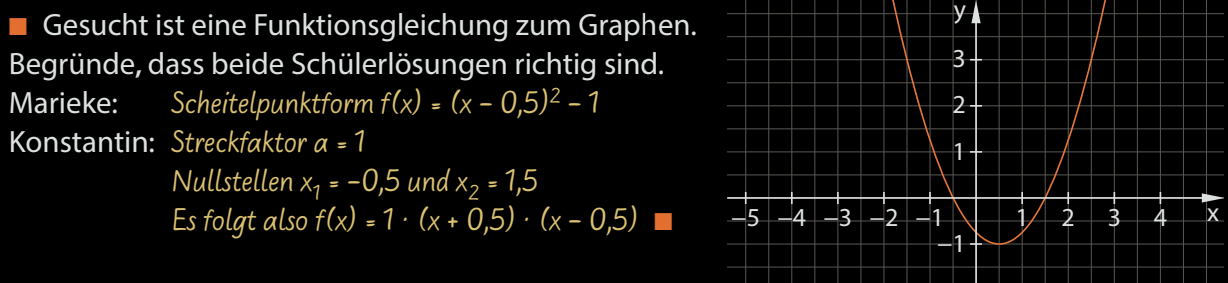 ■ Gesucht ist eine Funktionsgleichung zum Graphen.
Begründe, dass beide Schülerlösungen richtig sind.
Marieke: Scheitelpunktform f(x) = (x – 0,5)² – 1
Konstantin: Streckfaktor a = 1
Nullstellen x₁ = –0,5 und x₂ = 1,5
Es folgt also f(x) = 1 · (x + 0,5) · (x – 0,5) ■
y
3
2
1
–5 –4 –3 –2 –1 1 2 3 4 x
–1